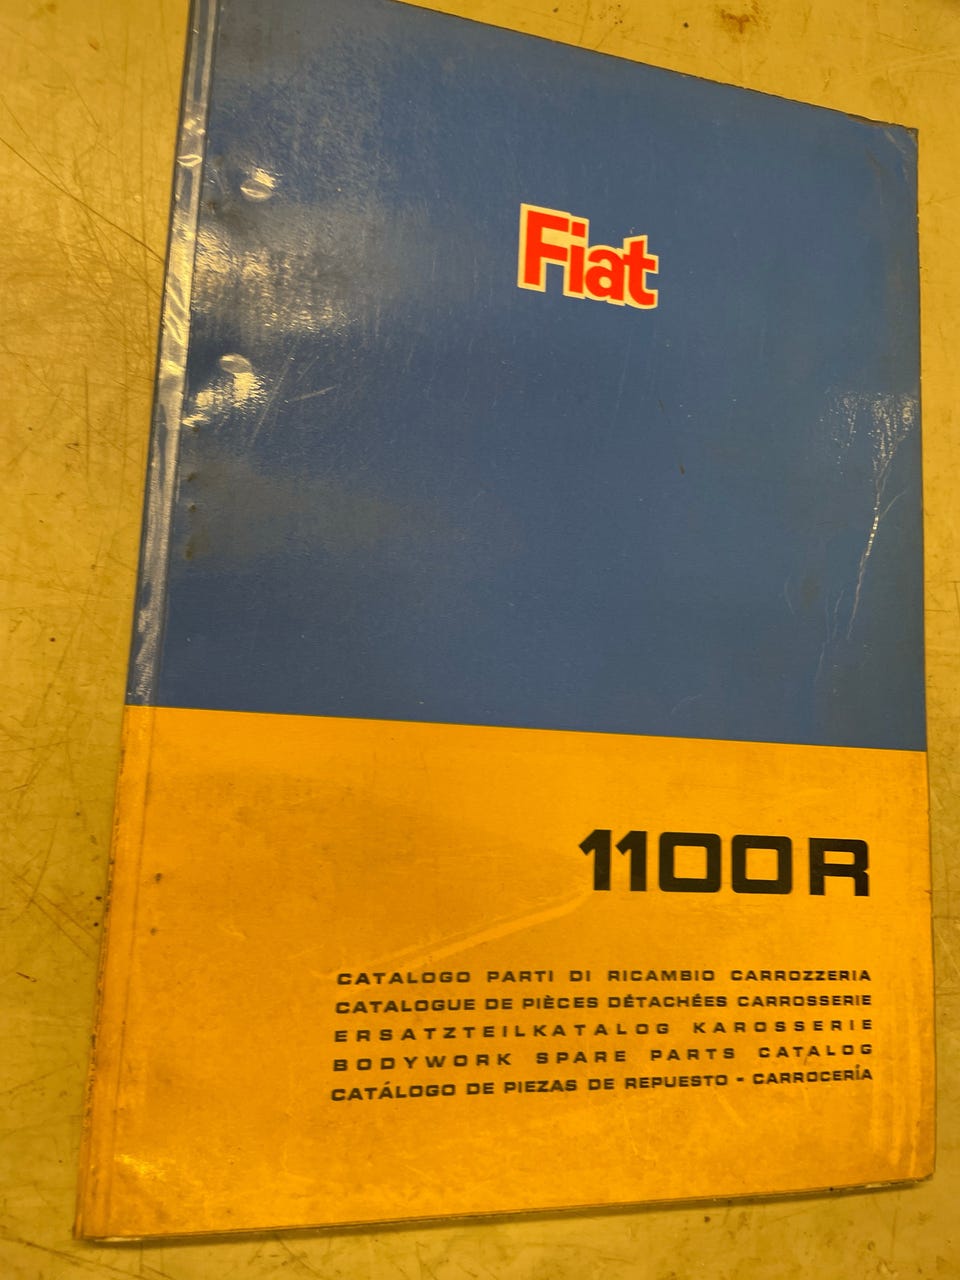 Fiat
1100R
CATALOGO PARTI DI RICAMBIO CARROZZERIA
CATALOGUE DE PIÈCES DÉTACHÉES CARROSSERIE
ERSATZTEILKATALOG KAROSSERIE
BODYWORK SPARE PARTS CATALOG
CATÁLOGO DE PIEZAS DE REPUESTO - CARROCERÍA